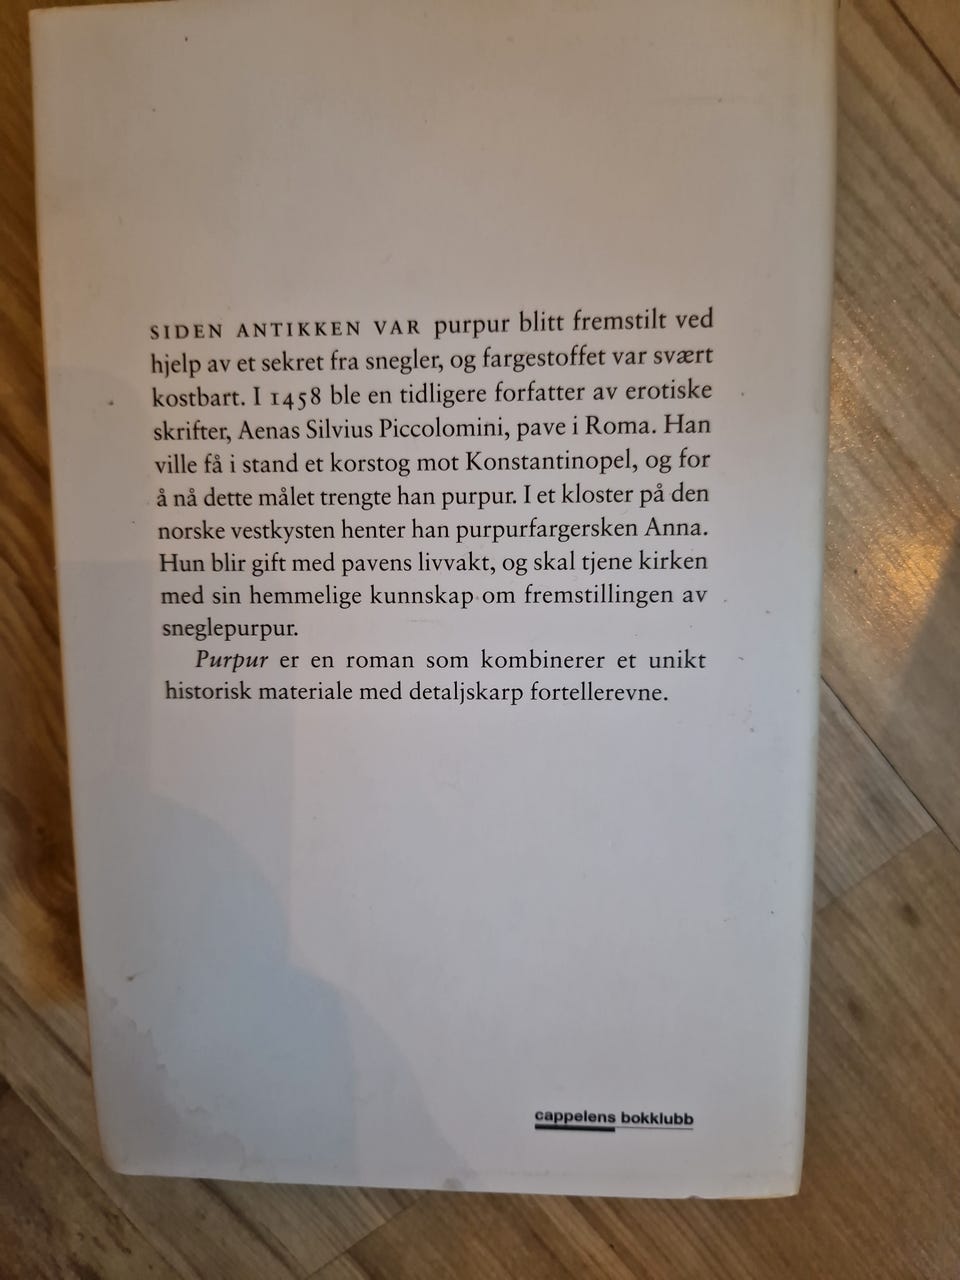 SIDEN ANTIKKEN VAR purpur blitt fremstilt ved
hjelp av et sekret fra snegler, og fargestoffet var svært
kostbart. I 1458 ble en tidligere forfatter av erotiske
skrifter, Aenas Silvius Piccolomini, pave i Roma. Han
ville få i stand et korstog mot Konstantinopel, og for
å nå dette målet trengte han purpur. I et kloster på den
norske vestkysten henter han purpurfargersken Anna.
Hun blir gift med pavens livvakt, og skal tjene kirken
med sin hemmelige kunnskap om fremstillingen av
sneglepurpur.
Purpur er en roman som kombinerer et unikt
historisk materiale med detaljskarp fortellerevne.
cappelens bokklubb